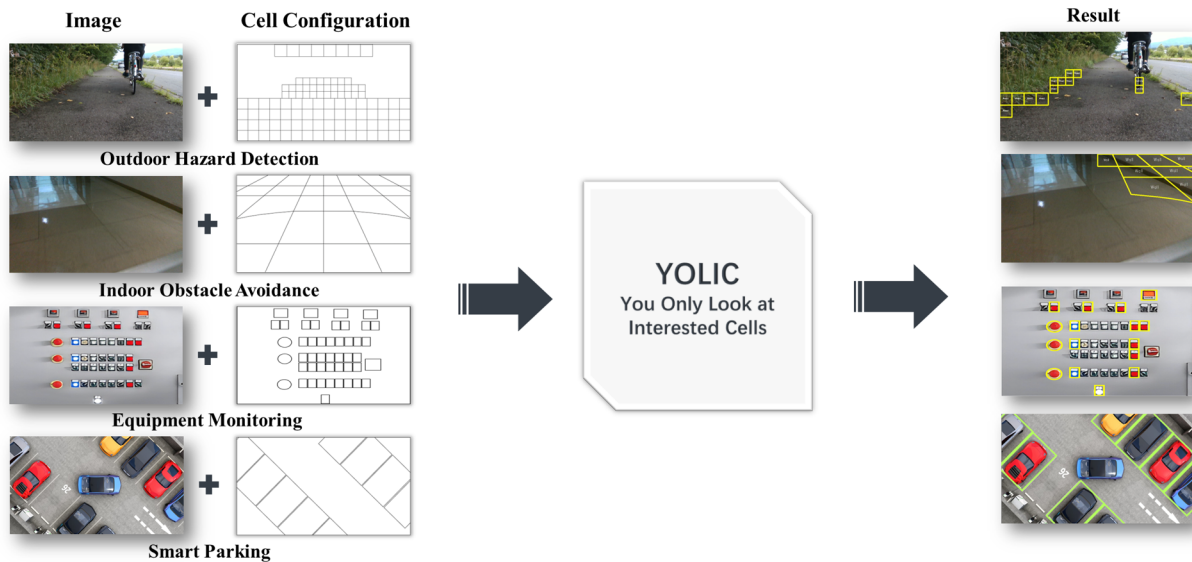 Image
Cell Configuration
Result
Outdoor Hazard Detection
Indoor Obstacle Avoidance
Equipment Monitoring
Smart Parking
YOLIC
You Only Look at
Interested Cells
26